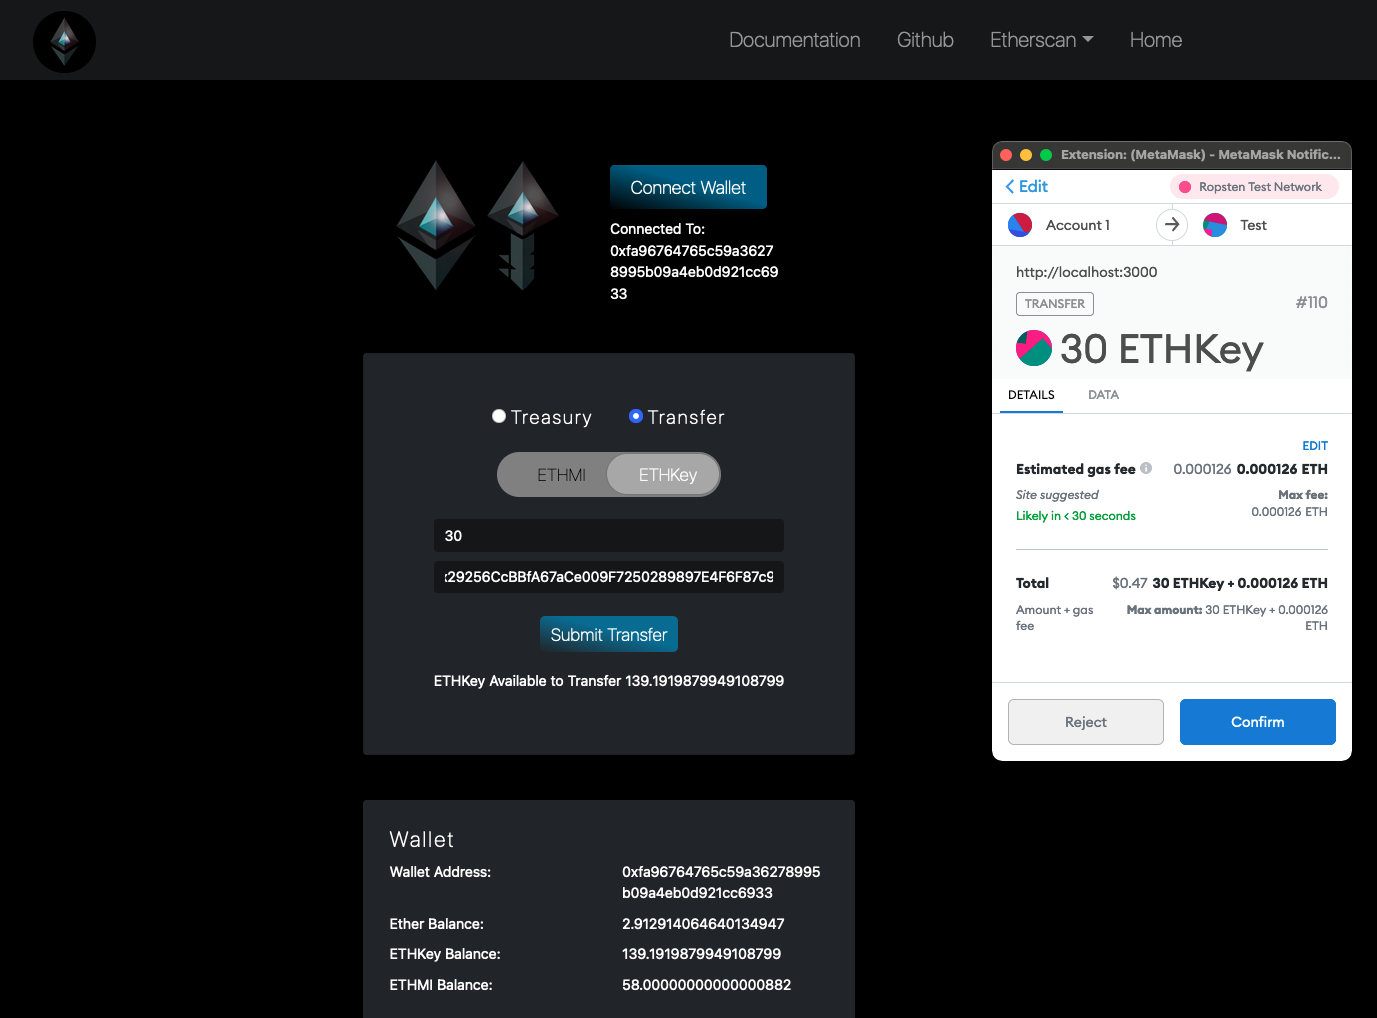 Documentation Github Etherscan Home
Connect Wallet
Connected To:
0xfa96764765c59a3627
8995b09a4eb0d921cc69
33
Treasury Transfer
ETHMI ETHKey
30
:29256CcBBfA67aCe009F7250289897E4F6F87c9
Submit Transfer
ETHKey Available to Transfer 139.1919879949108799
Wallet
Wallet Address: 0xfa96764765c59a36278995
b09a4eb0d921cc6933
Ether Balance: 2.912914064640134947
ETHKey Balance: 139.1919879949108799
ETHMI Balance: 58.00000000000000882
Extension: (MetaMask) - MetaMask Notific...
Edit Ropsten Test Network
Account 1 Test
http://localhost:3000
TRANSFER #110
30 ETHKey
DETAILS DATA
EDIT
Estimated gas fee 0.000126 0.000126 ETH
Site suggested Max fee:
Likely in < 30 seconds 0.000126 ETH
Total $0.47 30 ETHKey + 0.000126 ETH
Amount + gas Max amount: 30 ETHKey + 0.000126
fee ETH
Reject Confirm